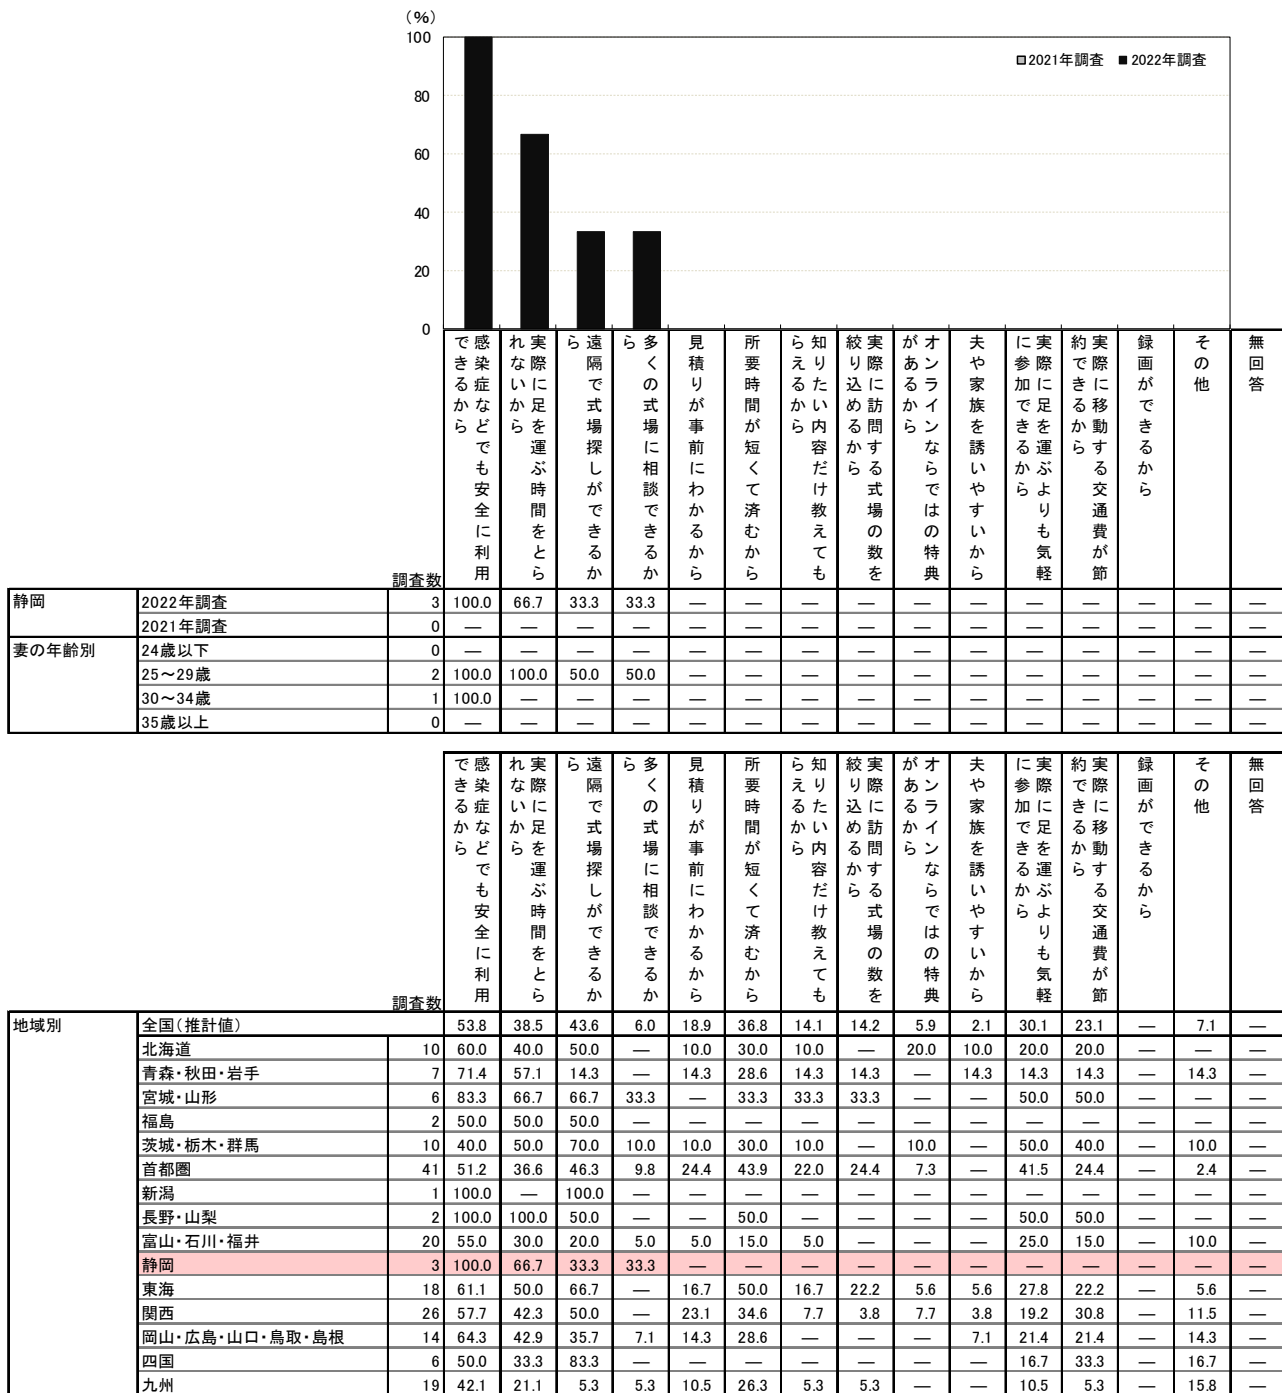 （％）
100
80
60
40
20
0
2021年調査 2022年調査
感染症などでも安全に利用
できるから
実際に足を運ぶ時間をとら
れないから
遠隔で式場探しができるか
ら
多くの式場に相談できるか
ら
見積りが事前にわかるから
所要時間が短くて済むから
知りたい内容だけ教えても
らえるから
実際に訪問する式場の数を
絞り込めるから
オンラインならではの特典
があるから
夫や家族を誘いやすいから
実際に足を運ぶよりも気軽
に参加できるから
実際に移動する交通費が節
約できるから
録画ができるから
その他
無回答
調査数
静岡 2022年調査 3 100.0 66.7 33.3 33.3 ― ― ― ― ― ― ― ― ― ― ―
2021年調査 0 ― ― ― ― ― ― ― ― ― ― ― ― ― ― ―
妻の年齢別 24歳以下 0 ― ― ― ― ― ― ― ― ― ― ― ― ― ― ―
25～29歳 2 100.0 100.0 50.0 50.0 ― ― ― ― ― ― ― ― ― ― ―
30～34歳 1 100.0 ― ― ― ― ― ― ― ― ― ― ― ― ― ―
35歳以上 0 ― ― ― ― ― ― ― ― ― ― ― ― ― ― ―
感染症などでも安全に利用
できるから
実際に足を運ぶ時間をとら
れないから
遠隔で式場探しができるか
ら
多くの式場に相談できるか
ら
見積りが事前にわかるから
所要時間が短くて済むから
知りたい内容だけ教えても
らえるから
実際に訪問する式場の数を
絞り込めるから
オンラインならではの特典
があるから
夫や家族を誘いやすいから
実際に足を運ぶよりも気軽
に参加できるから
実際に移動する交通費が節
約できるから
録画ができるから
その他
無回答
調査数
地域別 全国（推計値） 53.8 38.5 43.6 6.0 18.9 36.8 14.1 14.2 5.9 2.1 30.1 23.1 ― 7.1 ―
北海道 10 60.0 40.0 50.0 ― 10.0 30.0 10.0 ― 20.0 10.0 20.0 20.0 ― ― ―
青森・秋田・岩手 7 71.4 57.1 14.3 ― 14.3 28.6 14.3 14.3 ― 14.3 14.3 14.3 ― 14.3 ―
宮城・山形 6 83.3 66.7 66.7 33.3 ― 33.3 33.3 33.3 ― ― 50.0 50.0 ― ― ―
福島 2 50.0 50.0 50.0 ― ― ― ― ― ― ― ― ― ― ― ―
茨城・栃木・群馬 10 40.0 50.0 70.0 10.0 10.0 30.0 10.0 ― 10.0 ― 50.0 40.0 ― 10.0 ―
首都圏 41 51.2 36.6 46.3 9.8 24.4 43.9 22.0 24.4 7.3 ― 41.5 24.4 ― 2.4 ―
新潟 1 100.0 ― 100.0 ― ― ― ― ― ― ― ― ― ― ― ―
長野・山梨 2 100.0 100.0 50.0 ― ― 50.0 ― ― ― ― 50.0 50.0 ― ― ―
富山・石川・福井 20 55.0 30.0 20.0 5.0 5.0 15.0 5.0 ― ― ― 25.0 15.0 ― 10.0 ―
静岡 3 100.0 66.7 33.3 33.3 ― ― ― ― ― ― ― ― ― ― ―
東海 18 61.1 50.0 66.7 ― 16.7 50.0 16.7 22.2 5.6 5.6 27.8 22.2 ― 5.6 ―
関西 26 57.7 42.3 50.0 ― 23.1 34.6 7.7 3.8 7.7 3.8 19.2 30.8 ― 11.5 ―
岡山・広島・山口・鳥取・島根 14 64.3 42.9 35.7 7.1 14.3 28.6 ― ― ― 7.1 21.4 21.4 ― 14.3 ―
四国 6 50.0 33.3 83.3 ― ― ― ― ― ― ― 16.7 33.3 ― 16.7 ―
九州 19 42.1 21.1 5.3 5.3 10.5 26.3 5.3 5.3 ― ― 10.5 5.3 ― 15.8 ―